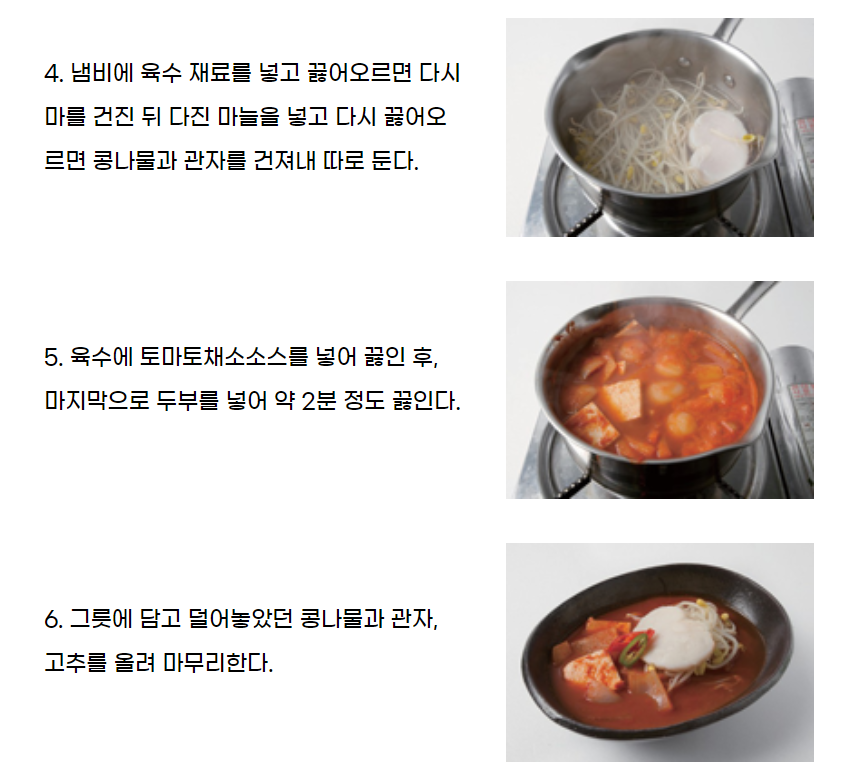 4. 냄비에 육수 재료를 넣고 끓어오르면 다시
마를 건진 뒤 다진 마늘을 넣고 다시 끓어오
르면 콩나물과 관자를 건져내 따로 둔다.
5. 육수에 토마토채소소스를 넣어 끓인 후,
마지막으로 두부를 넣어 약 2분 정도 끓인다.
6. 그릇에 담고 덜어놓았던 콩나물과 관자,
고추를 올려 마무리한다.